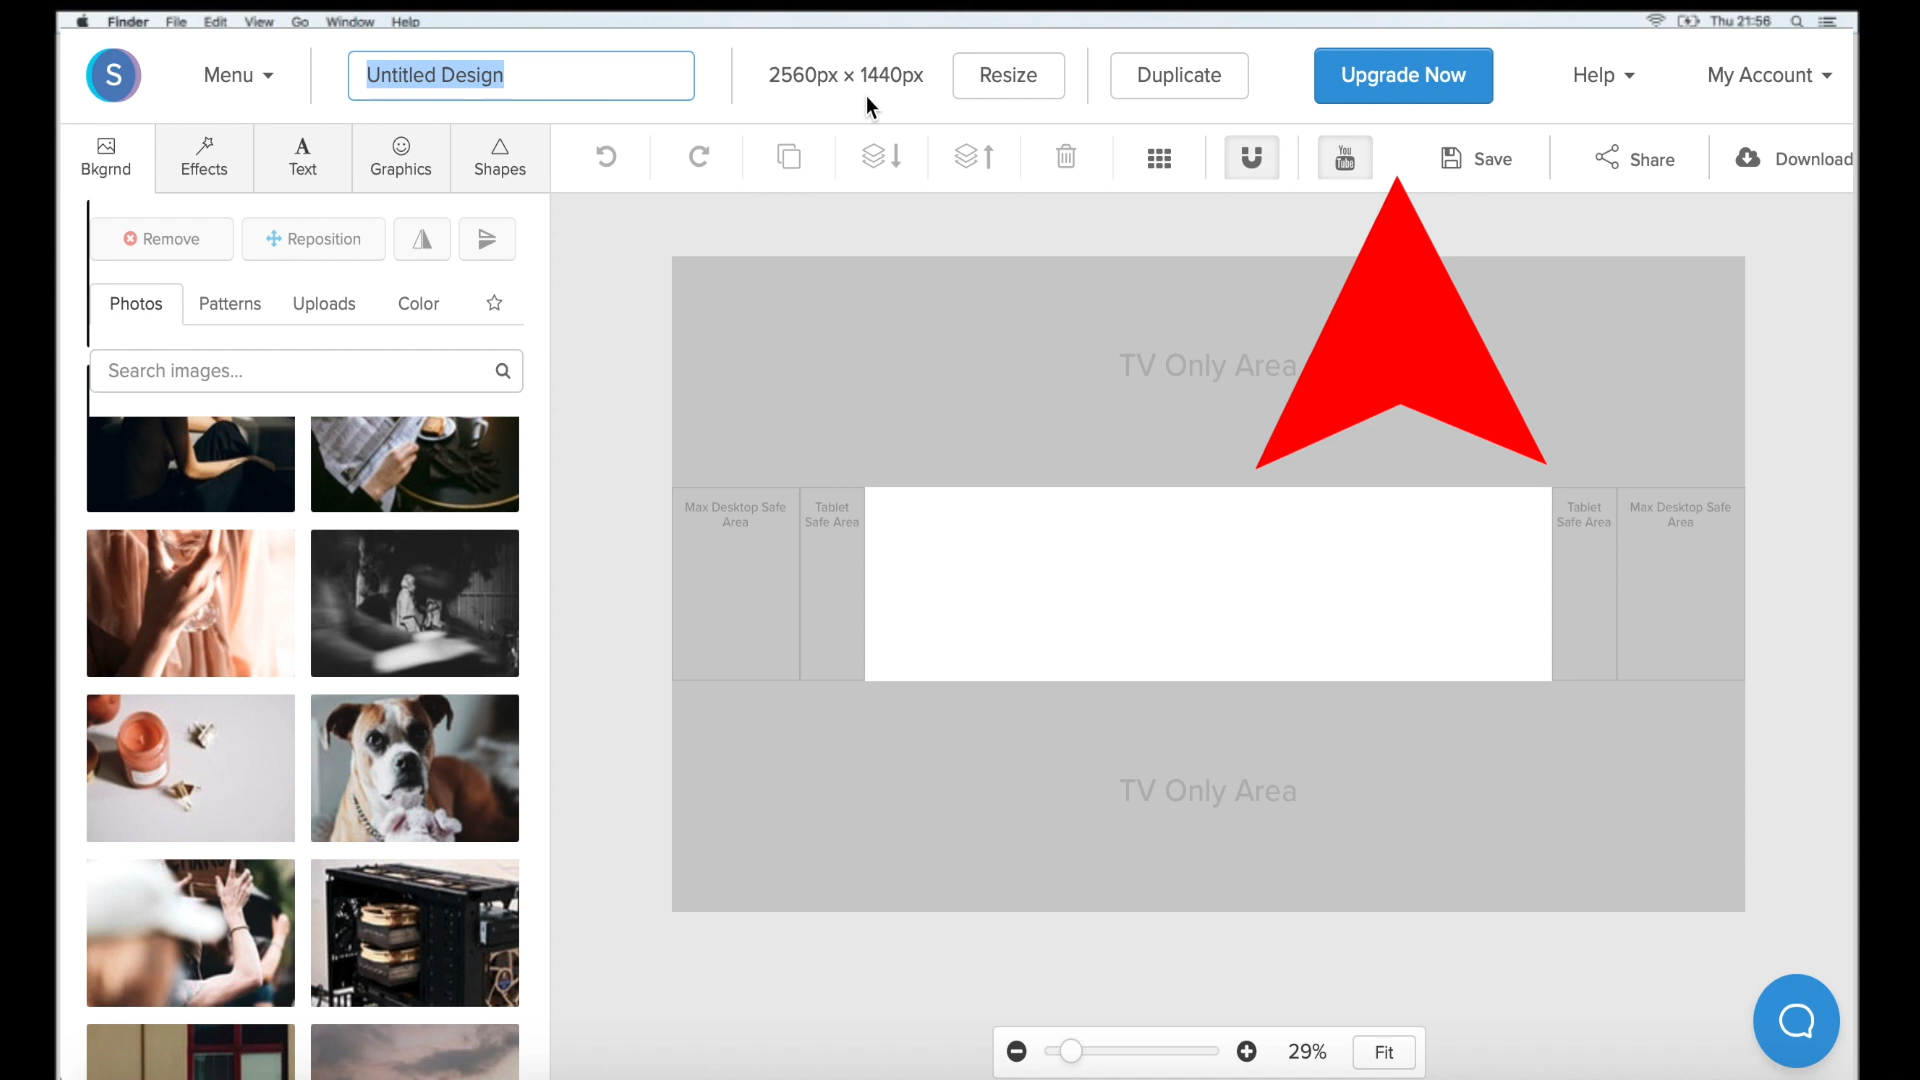 Finder File Edit View Go Window Help
Thu 21:56
S
Menu
Untitled Design
2560px × 1440px
Resize
Duplicate
Upgrade Now
Help
My Account
Bkgrnd
Effects
A
Text
Graphics
Shapes
You
Tube
Save
Share
Download
Remove
Reposition
Photos
Patterns
Uploads
Color
Search images...
TV Only Area
Max Desktop Safe
Area
Tablet
Safe Area
Tablet
Safe Area
Max Desktop Safe
Area
TV Only Area
29%
Fit